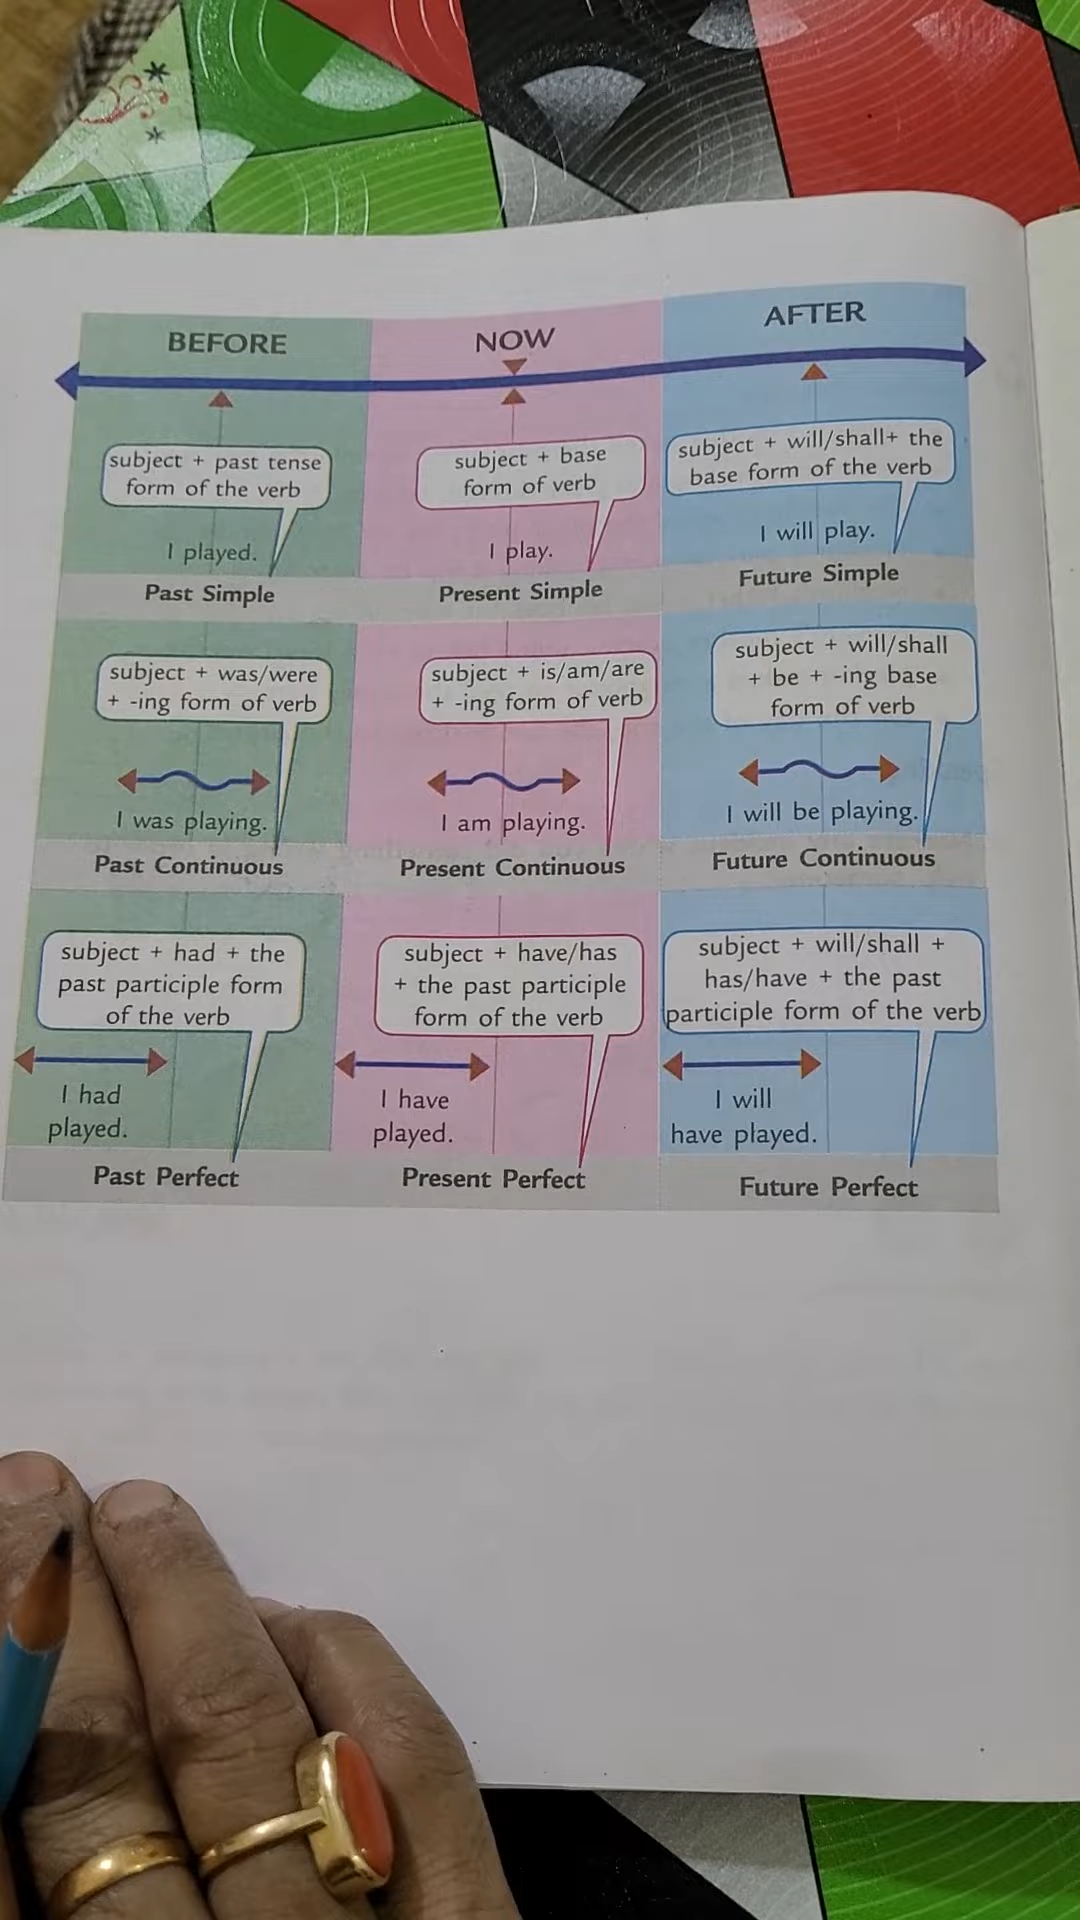 BEFORE
NOW
AFTER
subject + past tense
form of the verb
I played.
Past Simple
subject + base
form of verb
I play.
Present Simple
subject + will/shall+ the
base form of the verb
I will play.
Future Simple
subject + was/were
+ -ing form of verb
I was playing.
Past Continuous
subject + is/am/are
+ -ing form of verb
I am playing.
Present Continuous
subject + will/shall
+ be + -ing base
form of verb
I will be playing.
Future Continuous
subject + had + the
past participle form
of the verb
I had
played.
Past Perfect
subject + have/has
+ the past participle
form of the verb
I have
played.
Present Perfect
subject + will/shall +
has/have + the past
participle form of the verb
I will
have played.
Future Perfect